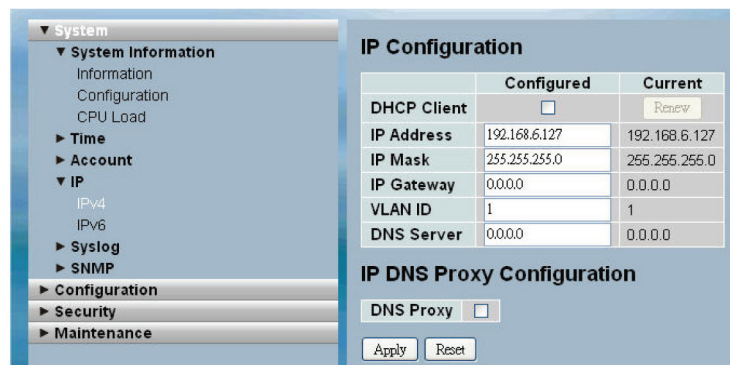 ▼ System
▼ System Information
Information
Configuration
CPU Load
► Time
► Account
▼ IP
IPv4
IPv6
► Syslog
► SNMP
► Configuration
► Security
► Maintenance
IP Configuration
Configured Current
DHCP Client Renew
IP Address 192.168.6.127 192.168.6.127
IP Mask 255.255.255.0 255.255.255.0
IP Gateway 0.0.0.0 0.0.0.0
VLAN ID 1 1
DNS Server 0.0.0.0 0.0.0.0
IP DNS Proxy Configuration
DNS Proxy
Apply Reset